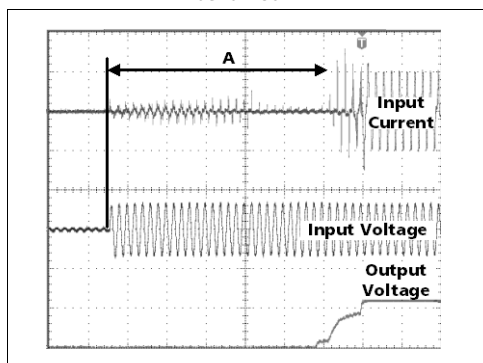 A
T
Input
Current
Input Voltage
Output
Voltage